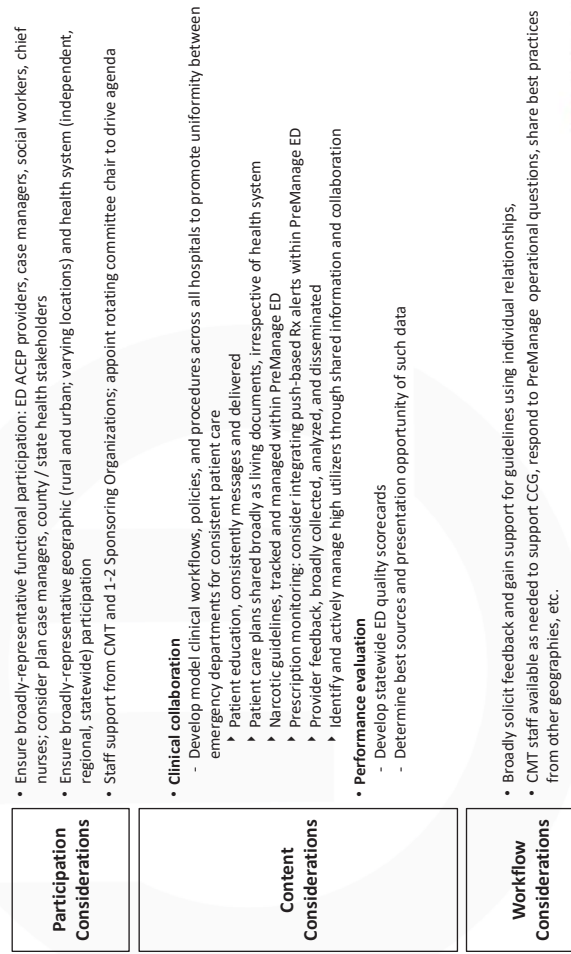 Participation
Considerations
• Ensure broadly-representative functional participation: ED ACEP providers, case managers, social workers, chief
nurses; consider plan case managers, county / state health stakeholders
• Ensure broadly-representative geographic (rural and urban; varying locations) and health system (independent,
regional, statewide) participation
• Staff support from CMT and 1-2 Sponsoring Organizations; appoint rotating committee chair to drive agenda
Content
Considerations
• Clinical collaboration
- Develop model clinical workflows, policies, and procedures across all hospitals to promote uniformity between
emergency departments for consistent patient care
‣ Patient education, consistently messages and delivered
‣ Patient care plans shared broadly as living documents, irrespective of health system
‣ Narcotic guidelines, tracked and managed within PreManage ED
‣ Prescription monitoring: consider integrating push-based Rx alerts within PreManage ED
‣ Provider feedback, broadly collected, analyzed, and disseminated
‣ Identify and actively manage high utilizers through shared information and collaboration
• Performance evaluation
- Develop statewide ED quality scorecards
- Determine best sources and presentation opportunity of such data
Workflow
Considerations
• Broadly solicit feedback and gain support for guidelines using individual relationships,
• CMT staff available as needed to support CCG, respond to PreManage operational questions, share best practices
from other geographies, etc.